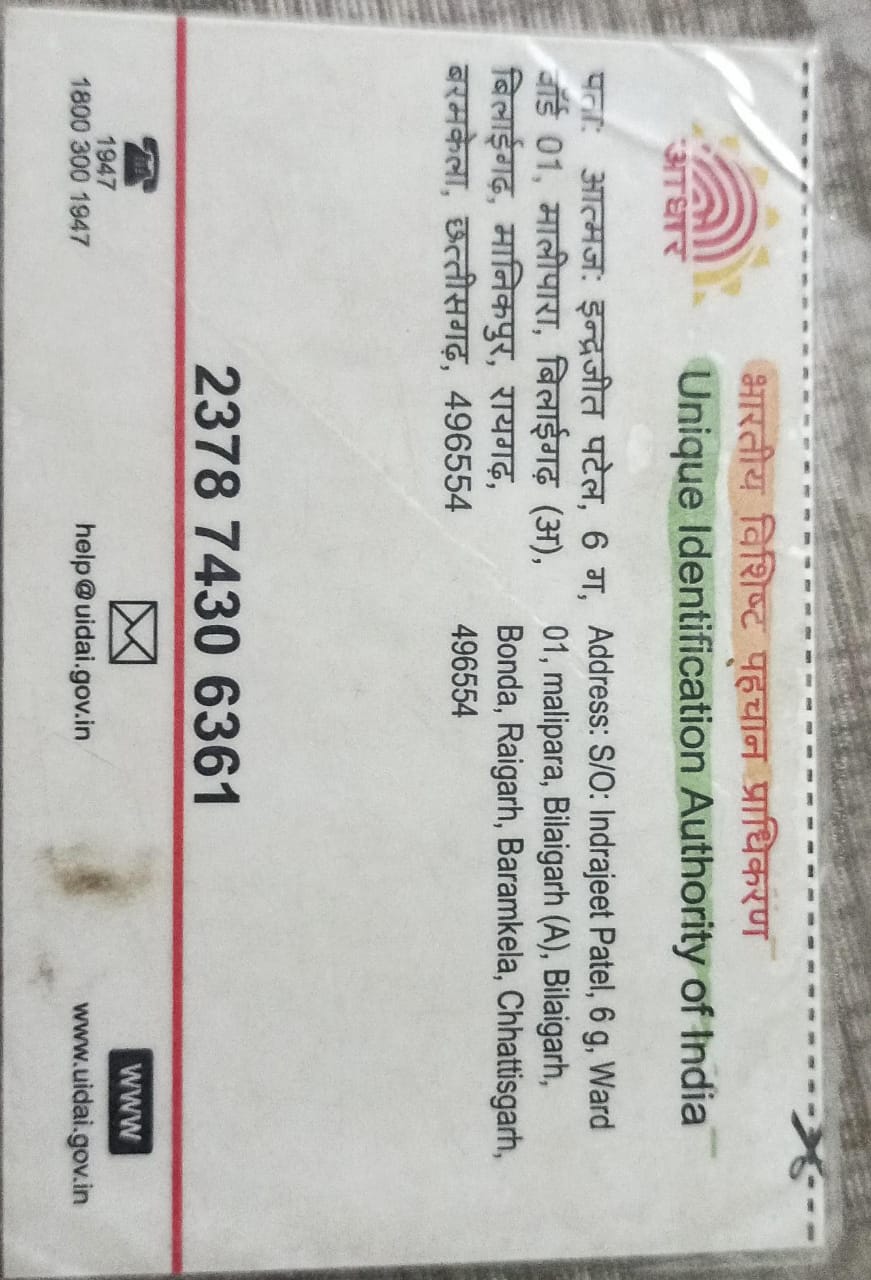 भारतीय विशिष्ट पहचान प्राधिकरण
Unique Identification Authority of India
आधार
पता: आत्मज: इन्द्रजीत पटेल, 6 ग,
वॉर्ड 01, मालीपारा, बिलाईगढ़ (अ),
बिलाईगढ़, मानिकपुर, रायगढ़,
बरमकेला, छत्तीसगढ़, 496554
Address: S/O: Indrajeet Patel, 6 g, Ward
01, malipara, Bilaigarh (A), Bilaigarh,
Bonda, Raigarh, Baramkela, Chhattisgarh,
496554
2378 7430 6361
1947
1800 300 1947
help@uidai.gov.in
WWW
www.uidai.gov.in